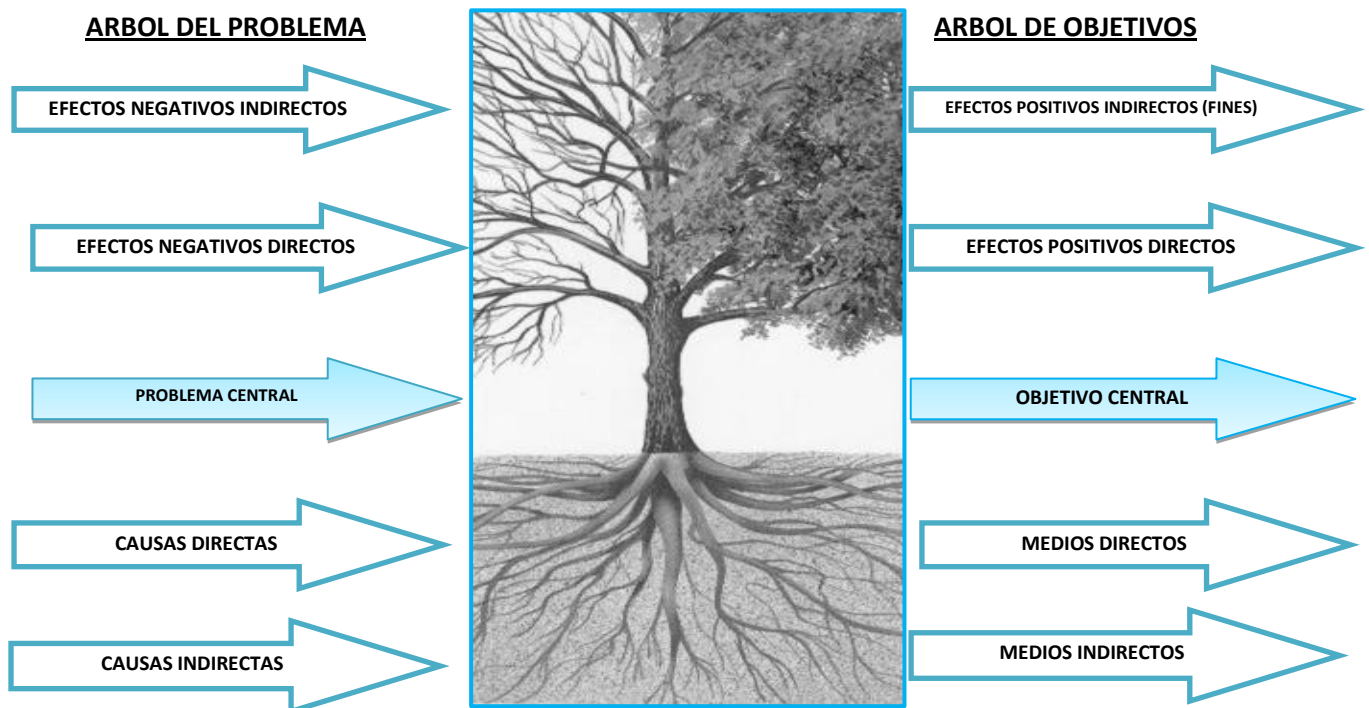 ARBOL DEL PROBLEMA
EFECTOS NEGATIVOS INDIRECTOS
EFECTOS NEGATIVOS DIRECTOS
PROBLEMA CENTRAL
CAUSAS DIRECTAS
CAUSAS INDIRECTAS
ARBOL DE OBJETIVOS
EFECTOS POSITIVOS INDIRECTOS (FINES)
EFECTOS POSITIVOS DIRECTOS
OBJETIVO CENTRAL
MEDIOS DIRECTOS
MEDIOS INDIRECTOS